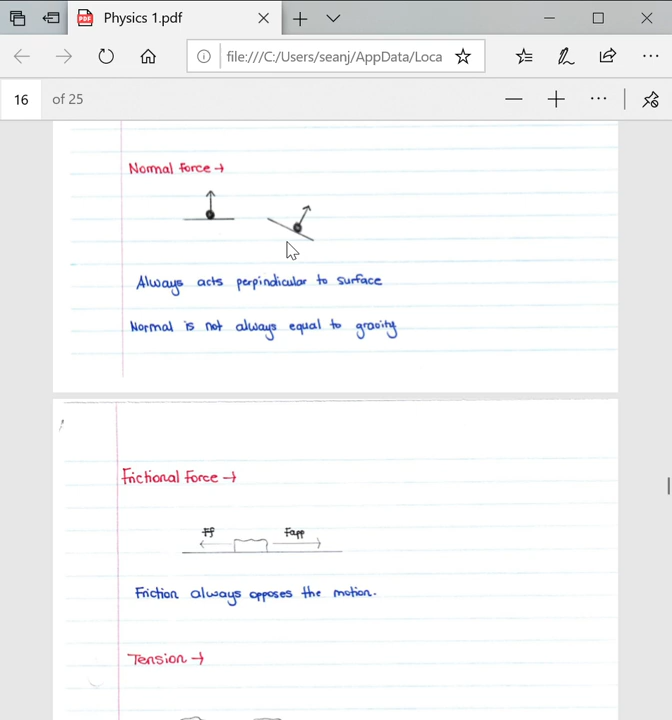 Physics 1.pdf
file:///C:/Users/seanj/AppData/Loca
16 of 25
Normal Force →
Always acts perpindicular to surface
Normal is not always equal to gravity
Frictional Force →
Ff Fapp
Friction always opposes the motion.
Tension →